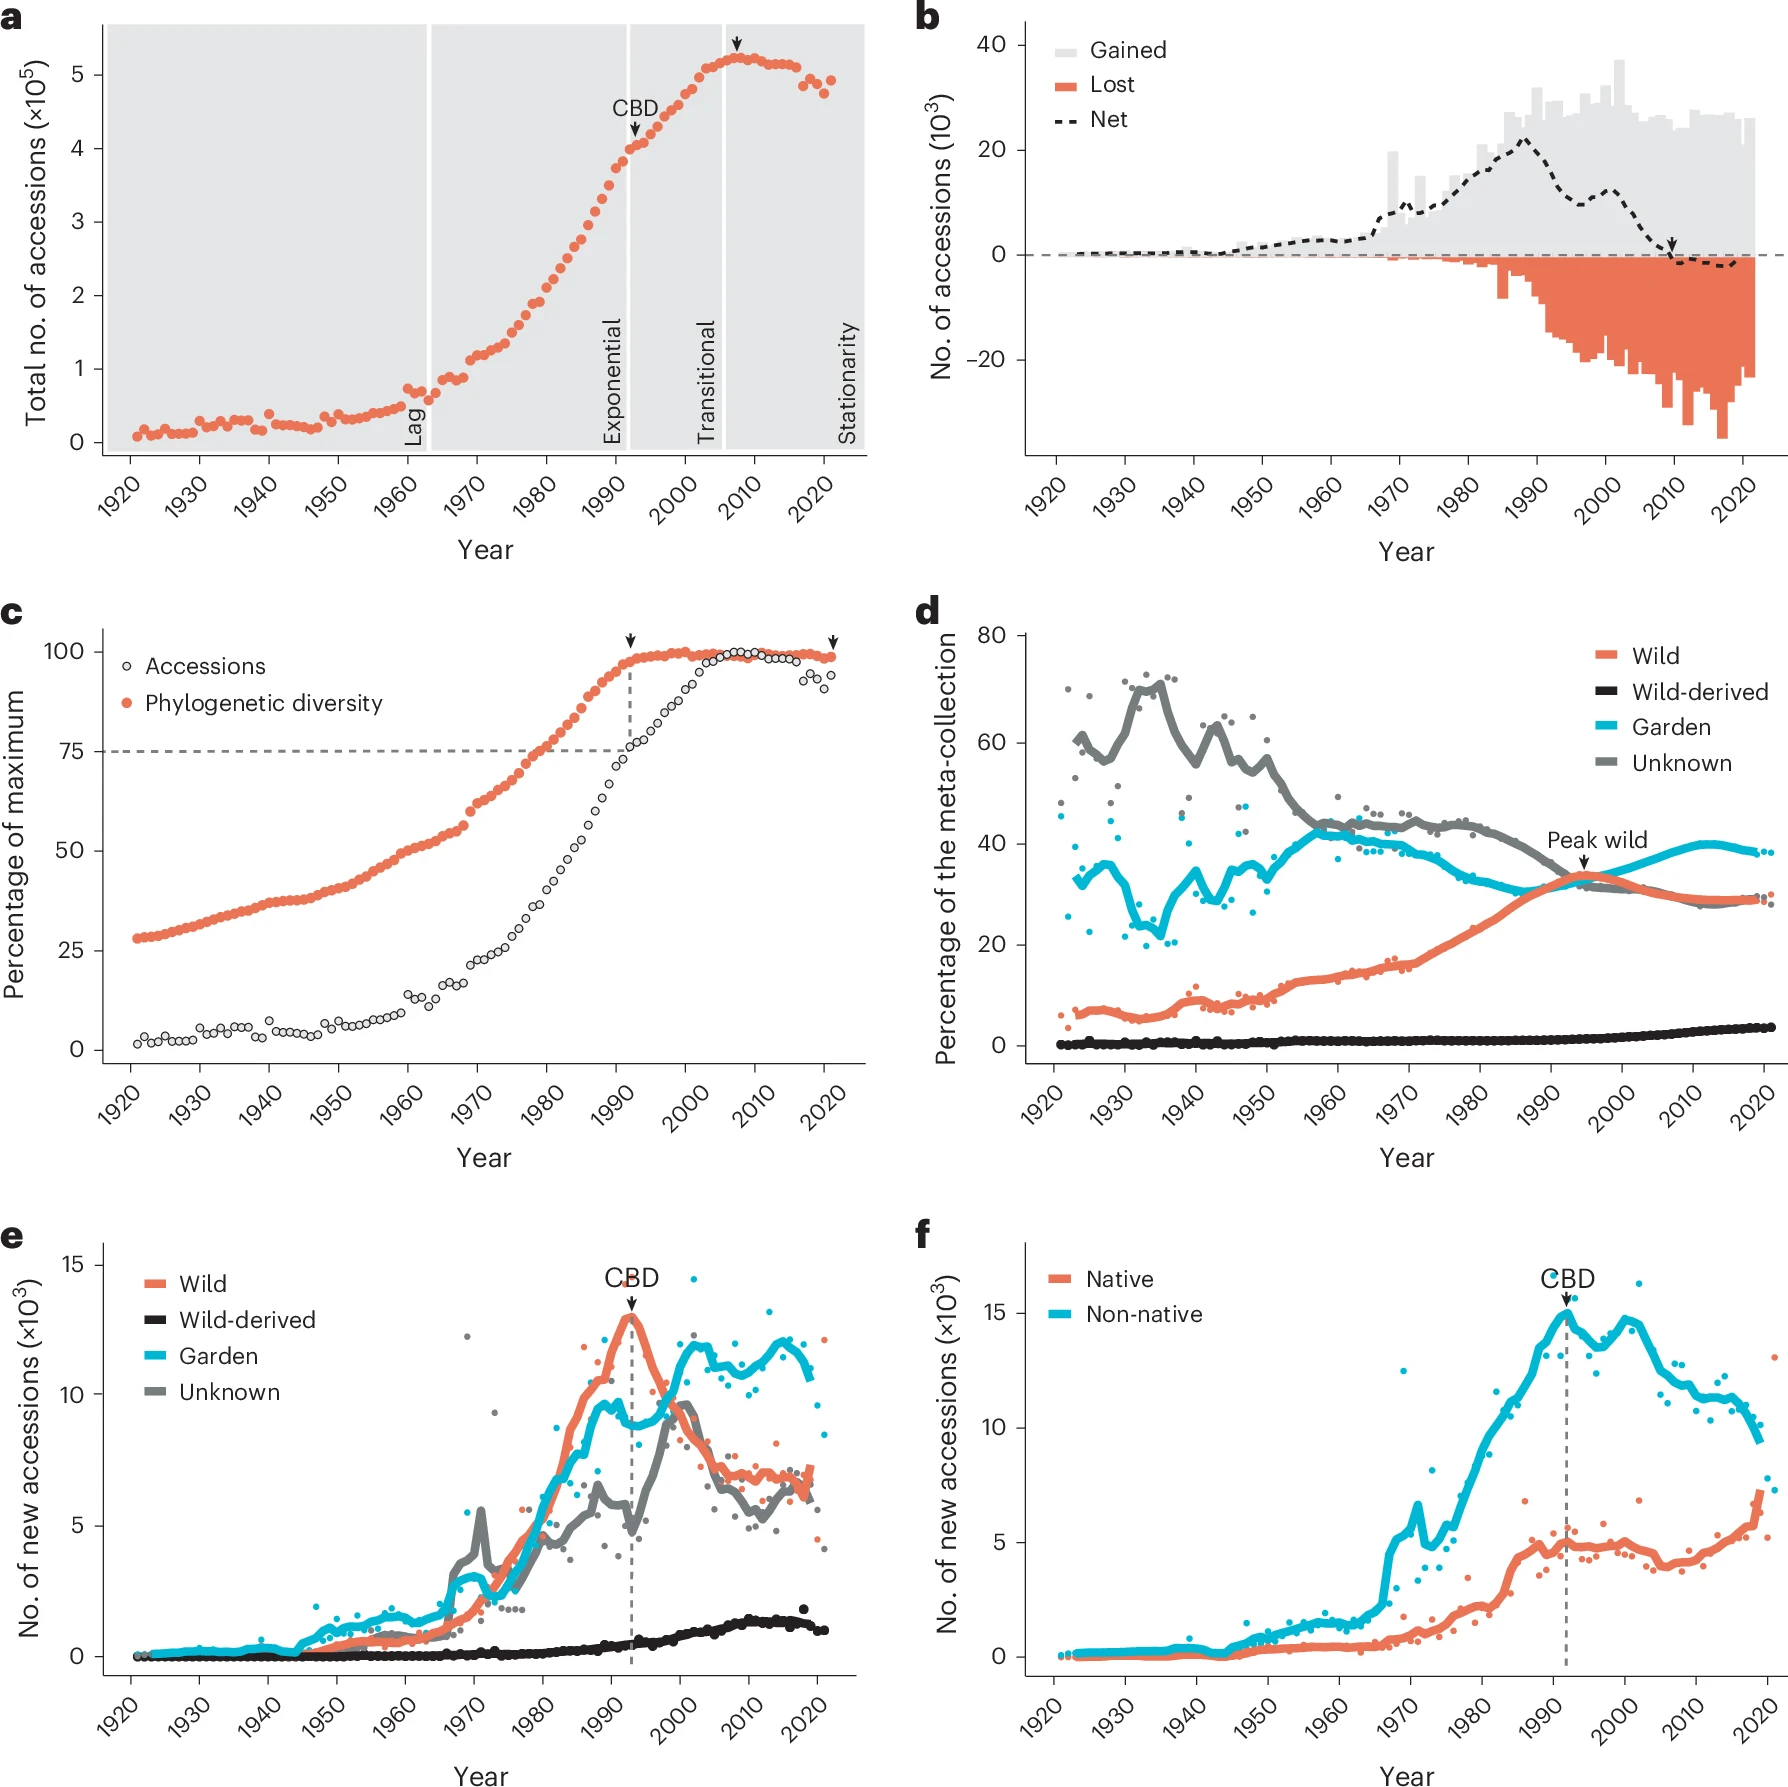 a
Total no. of accessions (×10⁵)
5
4
3
2
1
0
CBD
Lag
Exponential
Transitional
Stationarity
1920
1930
1940
1950
1960
1970
1980
1990
2000
2010
2020
Year
b
No. of accessions (10³)
40
20
0
−20
Gained
Lost
Net
1920
1930
1940
1950
1960
1970
1980
1990
2000
2010
2020
Year
c
Percentage of maximum
100
75
50
25
0
Accessions
Phylogenetic diversity
1920
1930
1940
1950
1960
1970
1980
1990
2000
2010
2020
Year
d
Percentage of the meta-collection
80
60
40
20
0
Wild
Wild-derived
Garden
Unknown
Peak wild
1920
1930
1940
1950
1960
1970
1980
1990
2000
2010
2020
Year
e
No. of new accessions (×10³)
15
10
5
0
Wild
Wild-derived
Garden
Unknown
CBD
1920
1930
1940
1950
1960
1970
1980
1990
2000
2010
2020
Year
f
No. of new accessions (×10³)
15
10
5
0
Native
Non-native
CBD
1920
1930
1940
1950
1960
1970
1980
1990
2000
2010
2020
Year